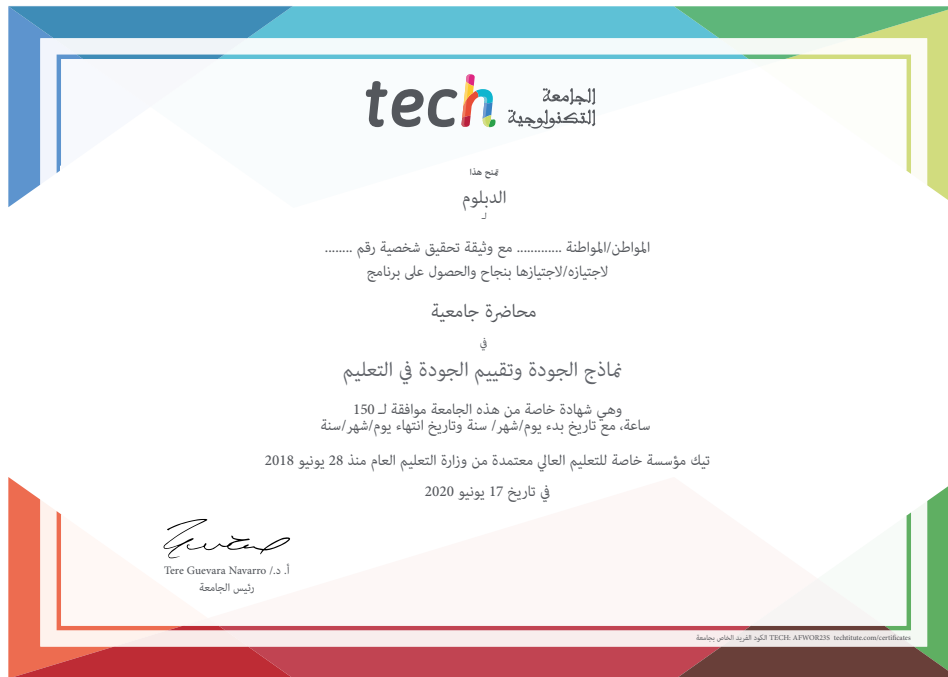 tech الجامعة
التكنولوجية
يمنح هذا
الدبلوم
لـ
المواطن/المواطنة ............. مع وثيقة تحقيق شخصية رقم ........
لاجتيازه/لاجتيازها بنجاح والحصول على برنامج
محاضرة جامعية
في
نماذج الجودة وتقييم الجودة في التعليم
وهي شهادة خاصة من هذه الجامعة موافقة لـ 150
ساعة، مع تاريخ بدء يوم/شهر/ سنة وتاريخ انتهاء يوم/شهر/سنة
تيك مؤسسة خاصة للتعليم العالي معتمدة من وزارة التعليم العام منذ 28 يونيو 2018
في تاريخ 17 يونيو 2020
أ. د./ Tere Guevara Navarro
رئيس الجامعة
الكود الفريد الخاص بجامعة TECH: AFWOR23S techtitute.com/certificates